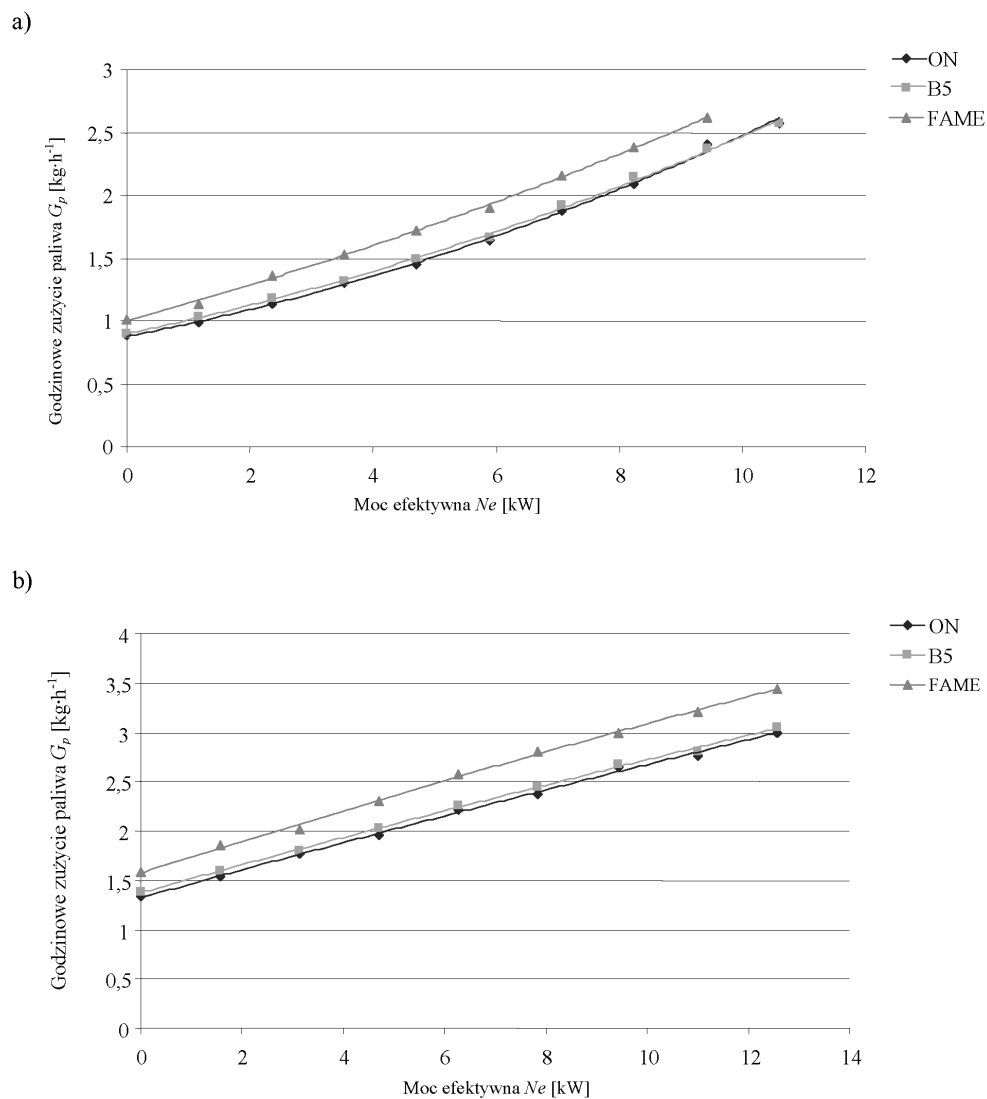 a)
ON
B5
FAME
Godzinowe zużycie paliwa Gp [kg·h-1]
3
2,5
2
1,5
1
0,5
0
0 2 4 6 8 10 12
Moc efektywna Ne [kW]
b)
ON
B5
FAME
Godzinowe zużycie paliwa Gp [kg·h-1]
4
3,5
3
2,5
2
1,5
1
0,5
0
0 2 4 6 8 10 12 14
Moc efektywna Ne [kW]